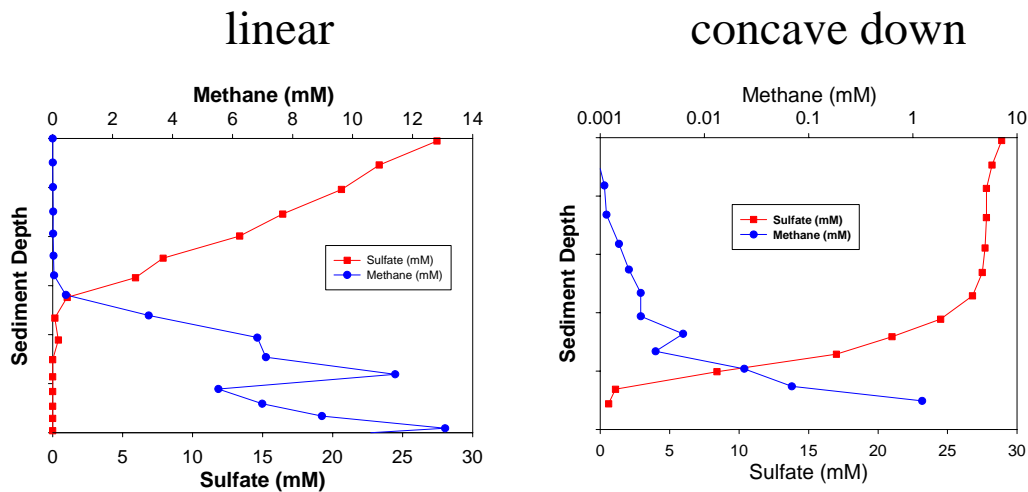 linear
Methane (mM)
0 2 4 6 8 10 12 14
Sediment Depth
Sulfate (mM)
Methane (mM)
0 5 10 15 20 25 30
Sulfate (mM)
concave down
Methane (mM)
0.001 0.01 0.1 1 10
Sediment Depth
Sulfate (mM)
Methane (mM)
0 5 10 15 20 25 30
Sulfate (mM)